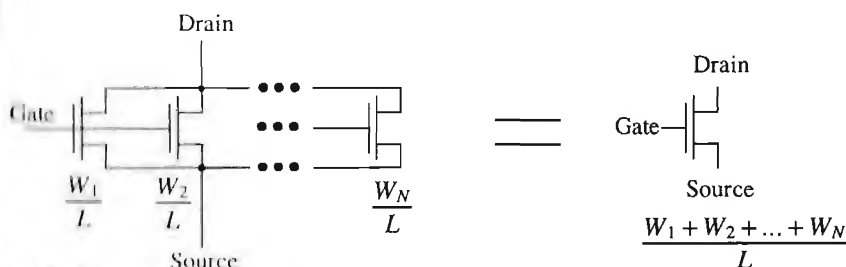 Drain
Gate
W1/L
W2/L
WN/L
Source
Drain
Gate
Source
W1 + W2 + ... + WN
L